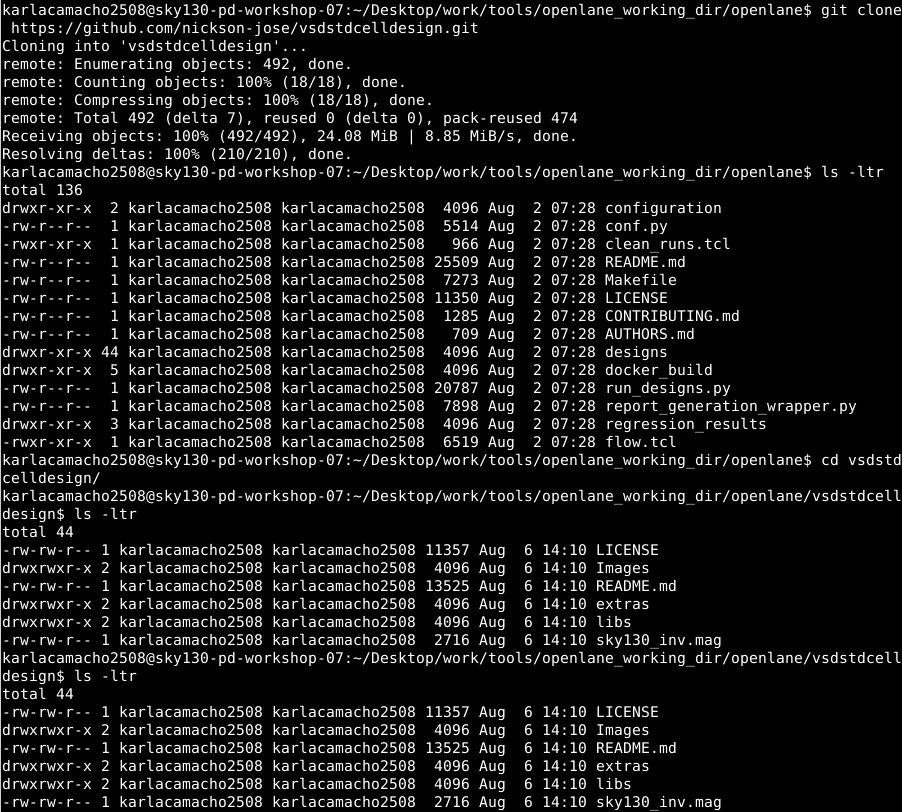 karlacamacho2508@sky130-pd-workshop-07:~/Desktop/work/tools/openlane_working_dir/openlane$ git clone
 https://github.com/nickson-jose/vsdstdcelldesign.git
Cloning into 'vsdstdcelldesign'...
remote: Enumerating objects: 492, done.
remote: Counting objects: 100% (18/18), done.
remote: Compressing objects: 100% (18/18), done.
remote: Total 492 (delta 7), reused 0 (delta 0), pack-reused 474
Receiving objects: 100% (492/492), 24.08 MiB | 8.85 MiB/s, done.
Resolving deltas: 100% (210/210), done.
karlacamacho2508@sky130-pd-workshop-07:~/Desktop/work/tools/openlane_working_dir/openlane$ ls -ltr
total 136
drwxr-xr-x  2 karlacamacho2508 karlacamacho2508  4096 Aug  2 07:28 configuration
-rw-r--r--  1 karlacamacho2508 karlacamacho2508  5514 Aug  2 07:28 conf.py
-rwxr-xr-x  1 karlacamacho2508 karlacamacho2508   966 Aug  2 07:28 clean_runs.tcl
-rw-r--r--  1 karlacamacho2508 karlacamacho2508 25509 Aug  2 07:28 README.md
-rw-r--r--  1 karlacamacho2508 karlacamacho2508  7273 Aug  2 07:28 Makefile
-rw-r--r--  1 karlacamacho2508 karlacamacho2508 11350 Aug  2 07:28 LICENSE
-rw-r--r--  1 karlacamacho2508 karlacamacho2508  1285 Aug  2 07:28 CONTRIBUTING.md
-rw-r--r--  1 karlacamacho2508 karlacamacho2508   709 Aug  2 07:28 AUTHORS.md
drwxr-xr-x 44 karlacamacho2508 karlacamacho2508  4096 Aug  2 07:28 designs
drwxr-xr-x  5 karlacamacho2508 karlacamacho2508  4096 Aug  2 07:28 docker_build
-rw-r--r--  1 karlacamacho2508 karlacamacho2508 20787 Aug  2 07:28 run_designs.py
-rw-r--r--  1 karlacamacho2508 karlacamacho2508  7898 Aug  2 07:28 report_generation_wrapper.py
drwxr-xr-x  3 karlacamacho2508 karlacamacho2508  4096 Aug  2 07:28 regression_results
-rwxr-xr-x  1 karlacamacho2508 karlacamacho2508  6519 Aug  2 07:28 flow.tcl
karlacamacho2508@sky130-pd-workshop-07:~/Desktop/work/tools/openlane_working_dir/openlane$ cd vsdstd
celldesign/
karlacamacho2508@sky130-pd-workshop-07:~/Desktop/work/tools/openlane_working_dir/openlane/vsdstdcell
design$ ls -ltr
total 44
-rw-rw-r-- 1 karlacamacho2508 karlacamacho2508 11357 Aug  6 14:10 LICENSE
drwxrwxr-x 2 karlacamacho2508 karlacamacho2508  4096 Aug  6 14:10 Images
-rw-rw-r-- 1 karlacamacho2508 karlacamacho2508 13525 Aug  6 14:10 README.md
drwxrwxr-x 2 karlacamacho2508 karlacamacho2508  4096 Aug  6 14:10 extras
drwxrwxr-x 2 karlacamacho2508 karlacamacho2508  4096 Aug  6 14:10 libs
-rw-rw-r-- 1 karlacamacho2508 karlacamacho2508  2716 Aug  6 14:10 sky130_inv.mag
karlacamacho2508@sky130-pd-workshop-07:~/Desktop/work/tools/openlane_working_dir/openlane/vsdstdcell
design$ ls -ltr
total 44
-rw-rw-r-- 1 karlacamacho2508 karlacamacho2508 11357 Aug  6 14:10 LICENSE
drwxrwxr-x 2 karlacamacho2508 karlacamacho2508  4096 Aug  6 14:10 Images
-rw-rw-r-- 1 karlacamacho2508 karlacamacho2508 13525 Aug  6 14:10 README.md
drwxrwxr-x 2 karlacamacho2508 karlacamacho2508  4096 Aug  6 14:10 extras
drwxrwxr-x 2 karlacamacho2508 karlacamacho2508  4096 Aug  6 14:10 libs
-rw-rw-r-- 1 karlacamacho2508 karlacamacho2508  2716 Aug  6 14:10 sky130_inv.mag